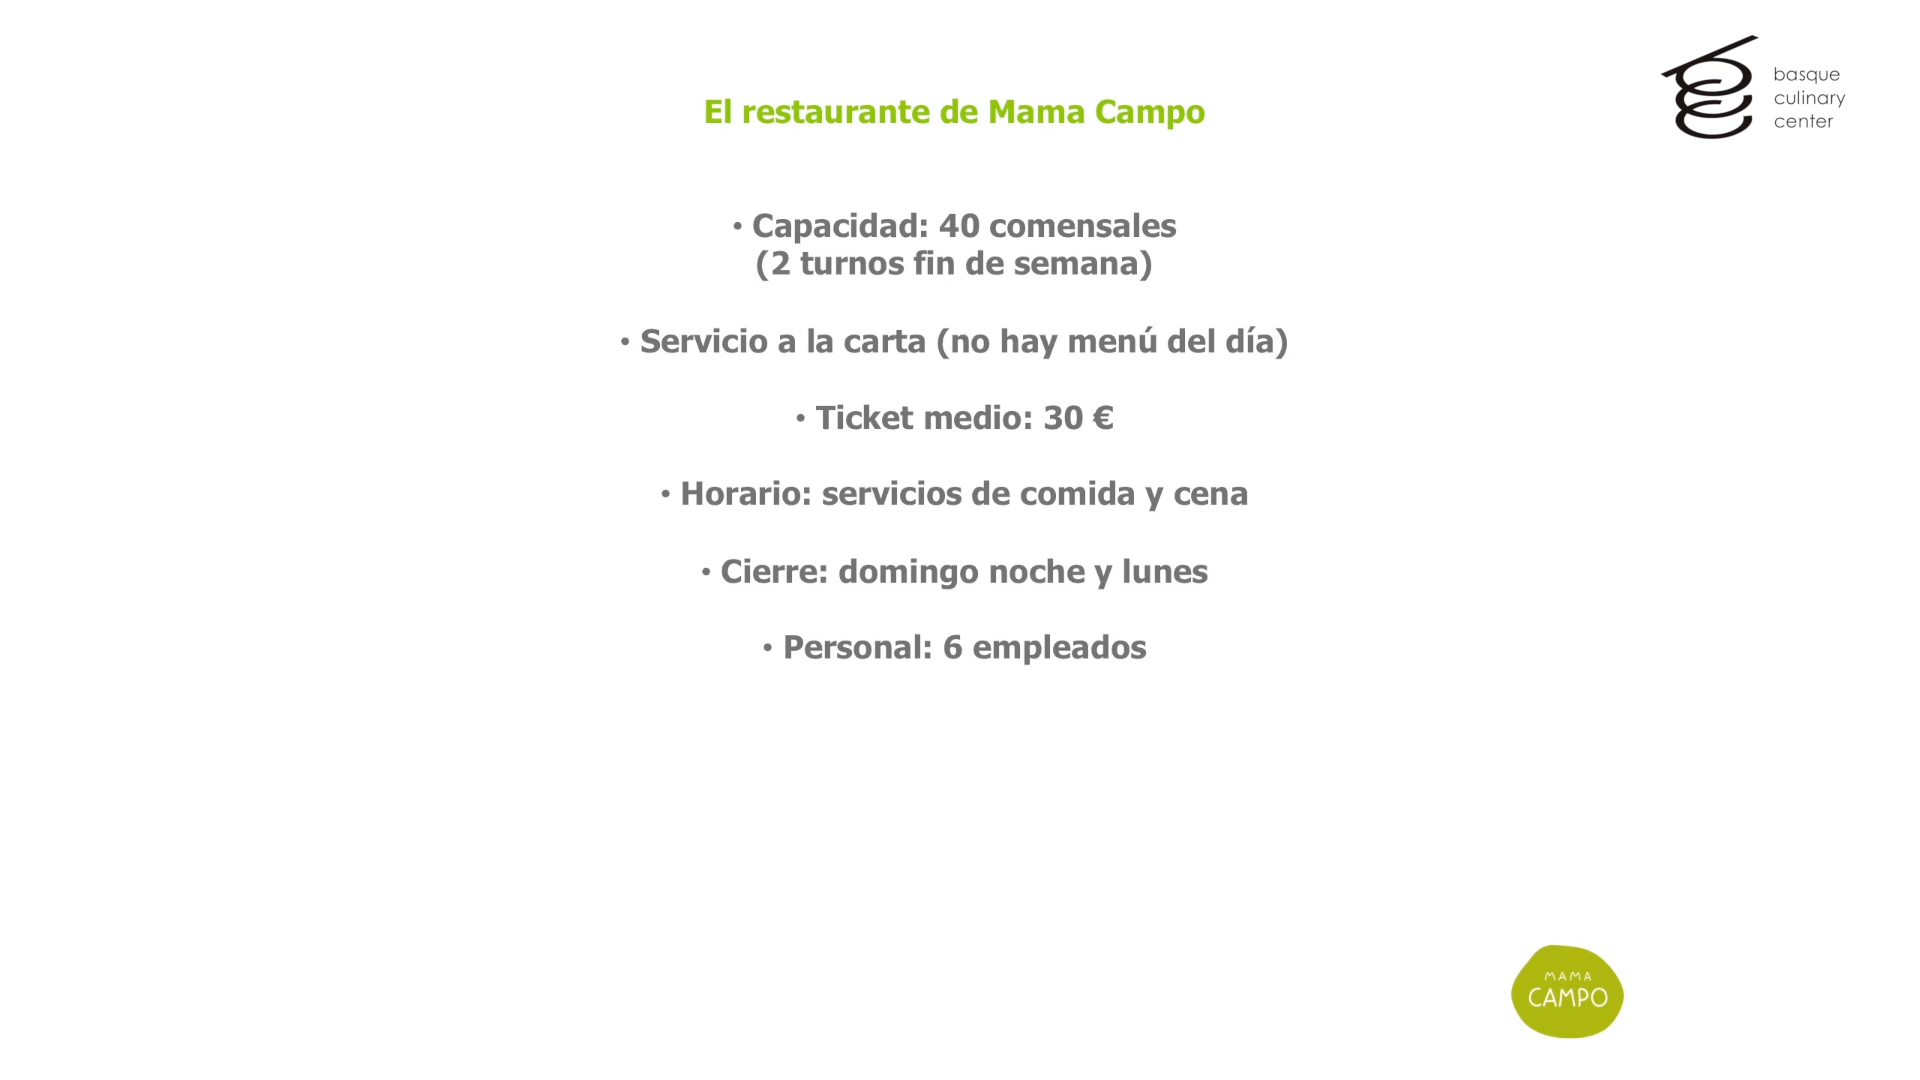 El restaurante de Mama Campo
basque
culinary
center
• Capacidad: 40 comensales
(2 turnos fin de semana)
• Servicio a la carta (no hay menú del día)
• Ticket medio: 30 €
• Horario: servicios de comida y cena
• Cierre: domingo noche y lunes
• Personal: 6 empleados
MAMA
CAMPO